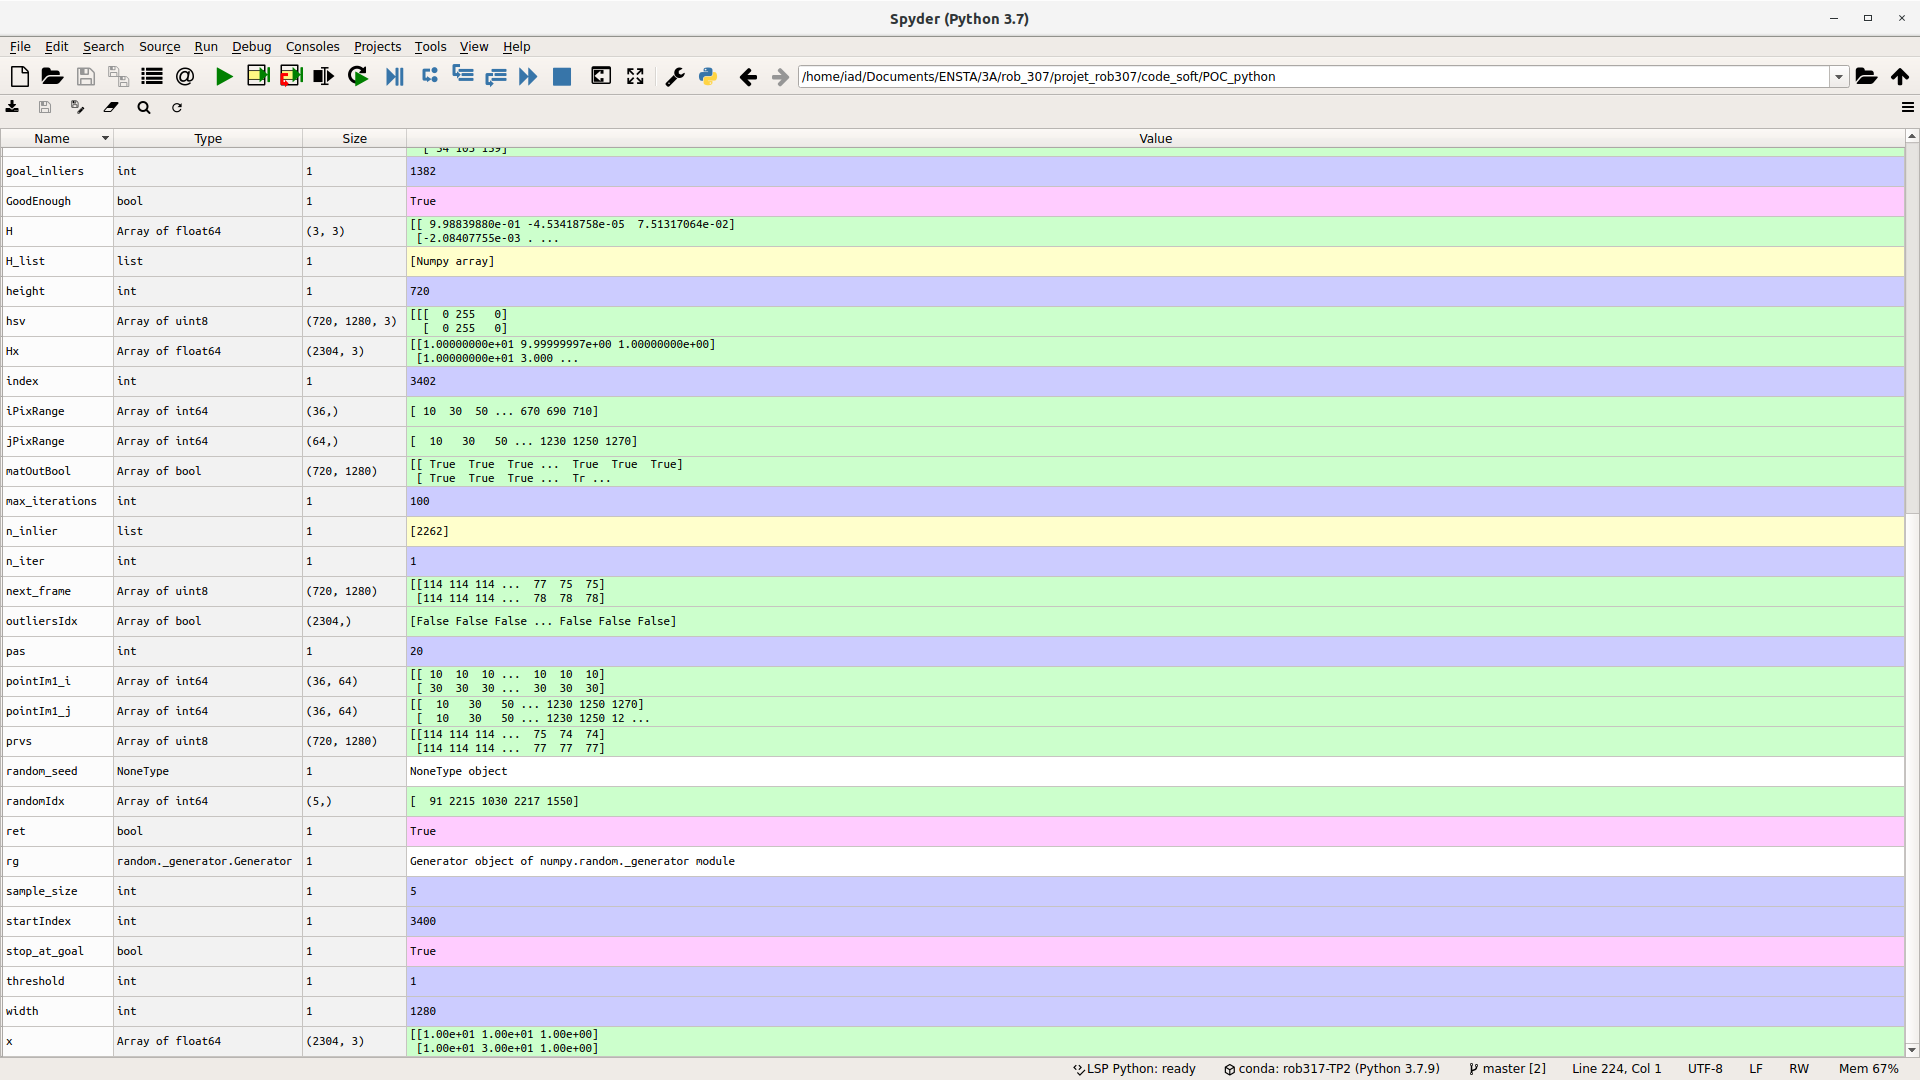 Spyder (Python 3.7)
File Edit Search Source Run Debug Consoles Projects Tools View Help
/home/iad/Documents/ENSTA/3A/rob_307/projet_rob307/code_soft/POC_python
Name Type Size Value
[ 34 103 139]
goal_inliers int 1 1382
GoodEnough bool 1 True
H Array of float64 (3, 3) [[ 9.98839880e-01 -4.53418758e-05 7.51317064e-02]
[-2.08407755e-03 . ...
H_list list 1 [Numpy array]
height int 1 720
hsv Array of uint8 (720, 1280, 3) [[[ 0 255 0]
[ 0 255 0]
Hx Array of float64 (2304, 3) [[1.00000000e+01 9.99999997e+00 1.00000000e+00]
[1.00000000e+01 3.000 ...
index int 1 3402
iPixRange Array of int64 (36,) [ 10 30 50 ... 670 690 710]
jPixRange Array of int64 (64,) [ 10 30 50 ... 1230 1250 1270]
matOutBool Array of bool (720, 1280) [[ True True True ... True True True]
[ True True True ... Tr ...
max_iterations int 1 100
n_inlier list 1 [2262]
n_iter int 1 1
next_frame Array of uint8 (720, 1280) [[114 114 114 ... 77 75 75]
[114 114 114 ... 78 78 78]
outliersIdx Array of bool (2304,) [False False False ... False False False]
pas int 1 20
pointIm1_i Array of int64 (36, 64) [[ 10 10 10 ... 10 10 10]
[ 30 30 30 ... 30 30 30]
pointIm1_j Array of int64 (36, 64) [[ 10 30 50 ... 1230 1250 1270]
[ 10 30 50 ... 1230 1250 12 ...
prvs Array of uint8 (720, 1280) [[114 114 114 ... 75 74 74]
[114 114 114 ... 77 77 77]
random_seed NoneType 1 NoneType object
randomIdx Array of int64 (5,) [ 91 2215 1030 2217 1550]
ret bool 1 True
rg random._generator.Generator 1 Generator object of numpy.random._generator module
sample_size int 1 5
startIndex int 1 3400
stop_at_goal bool 1 True
threshold int 1 1
width int 1 1280
x Array of float64 (2304, 3) [[1.00e+01 1.00e+01 1.00e+00]
[1.00e+01 3.00e+01 1.00e+00]
LSP Python: ready conda: rob317-TP2 (Python 3.7.9) master [2] Line 224, Col 1 UTF-8 LF RW Mem 67%